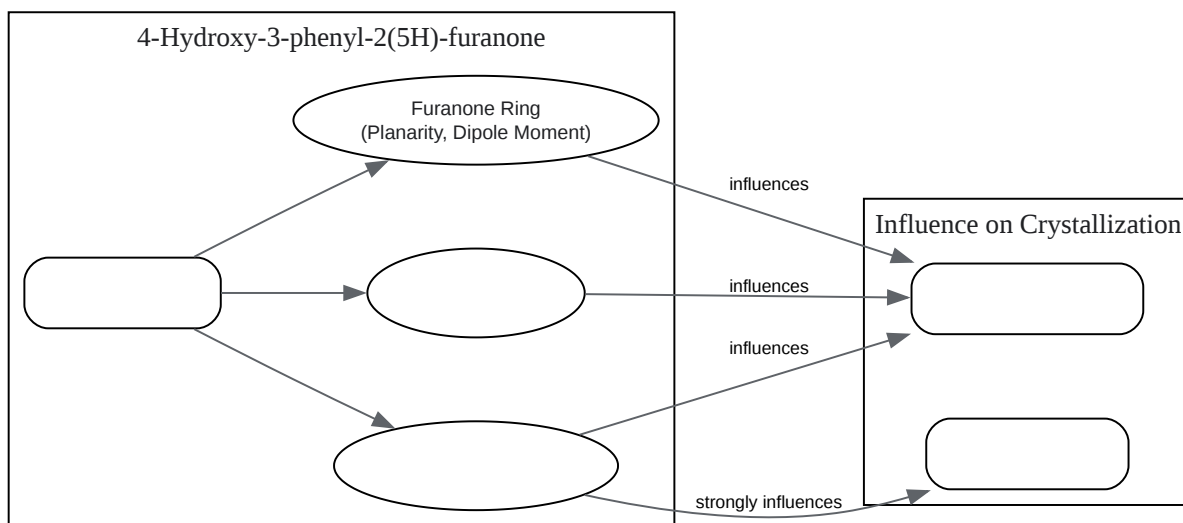 4-Hydroxy-3-phenyl-2(5H)-furanone
Furanone Ring
(Planarity, Dipole Moment)
influences
Influence on Crystallization
influences
influences
strongly influences